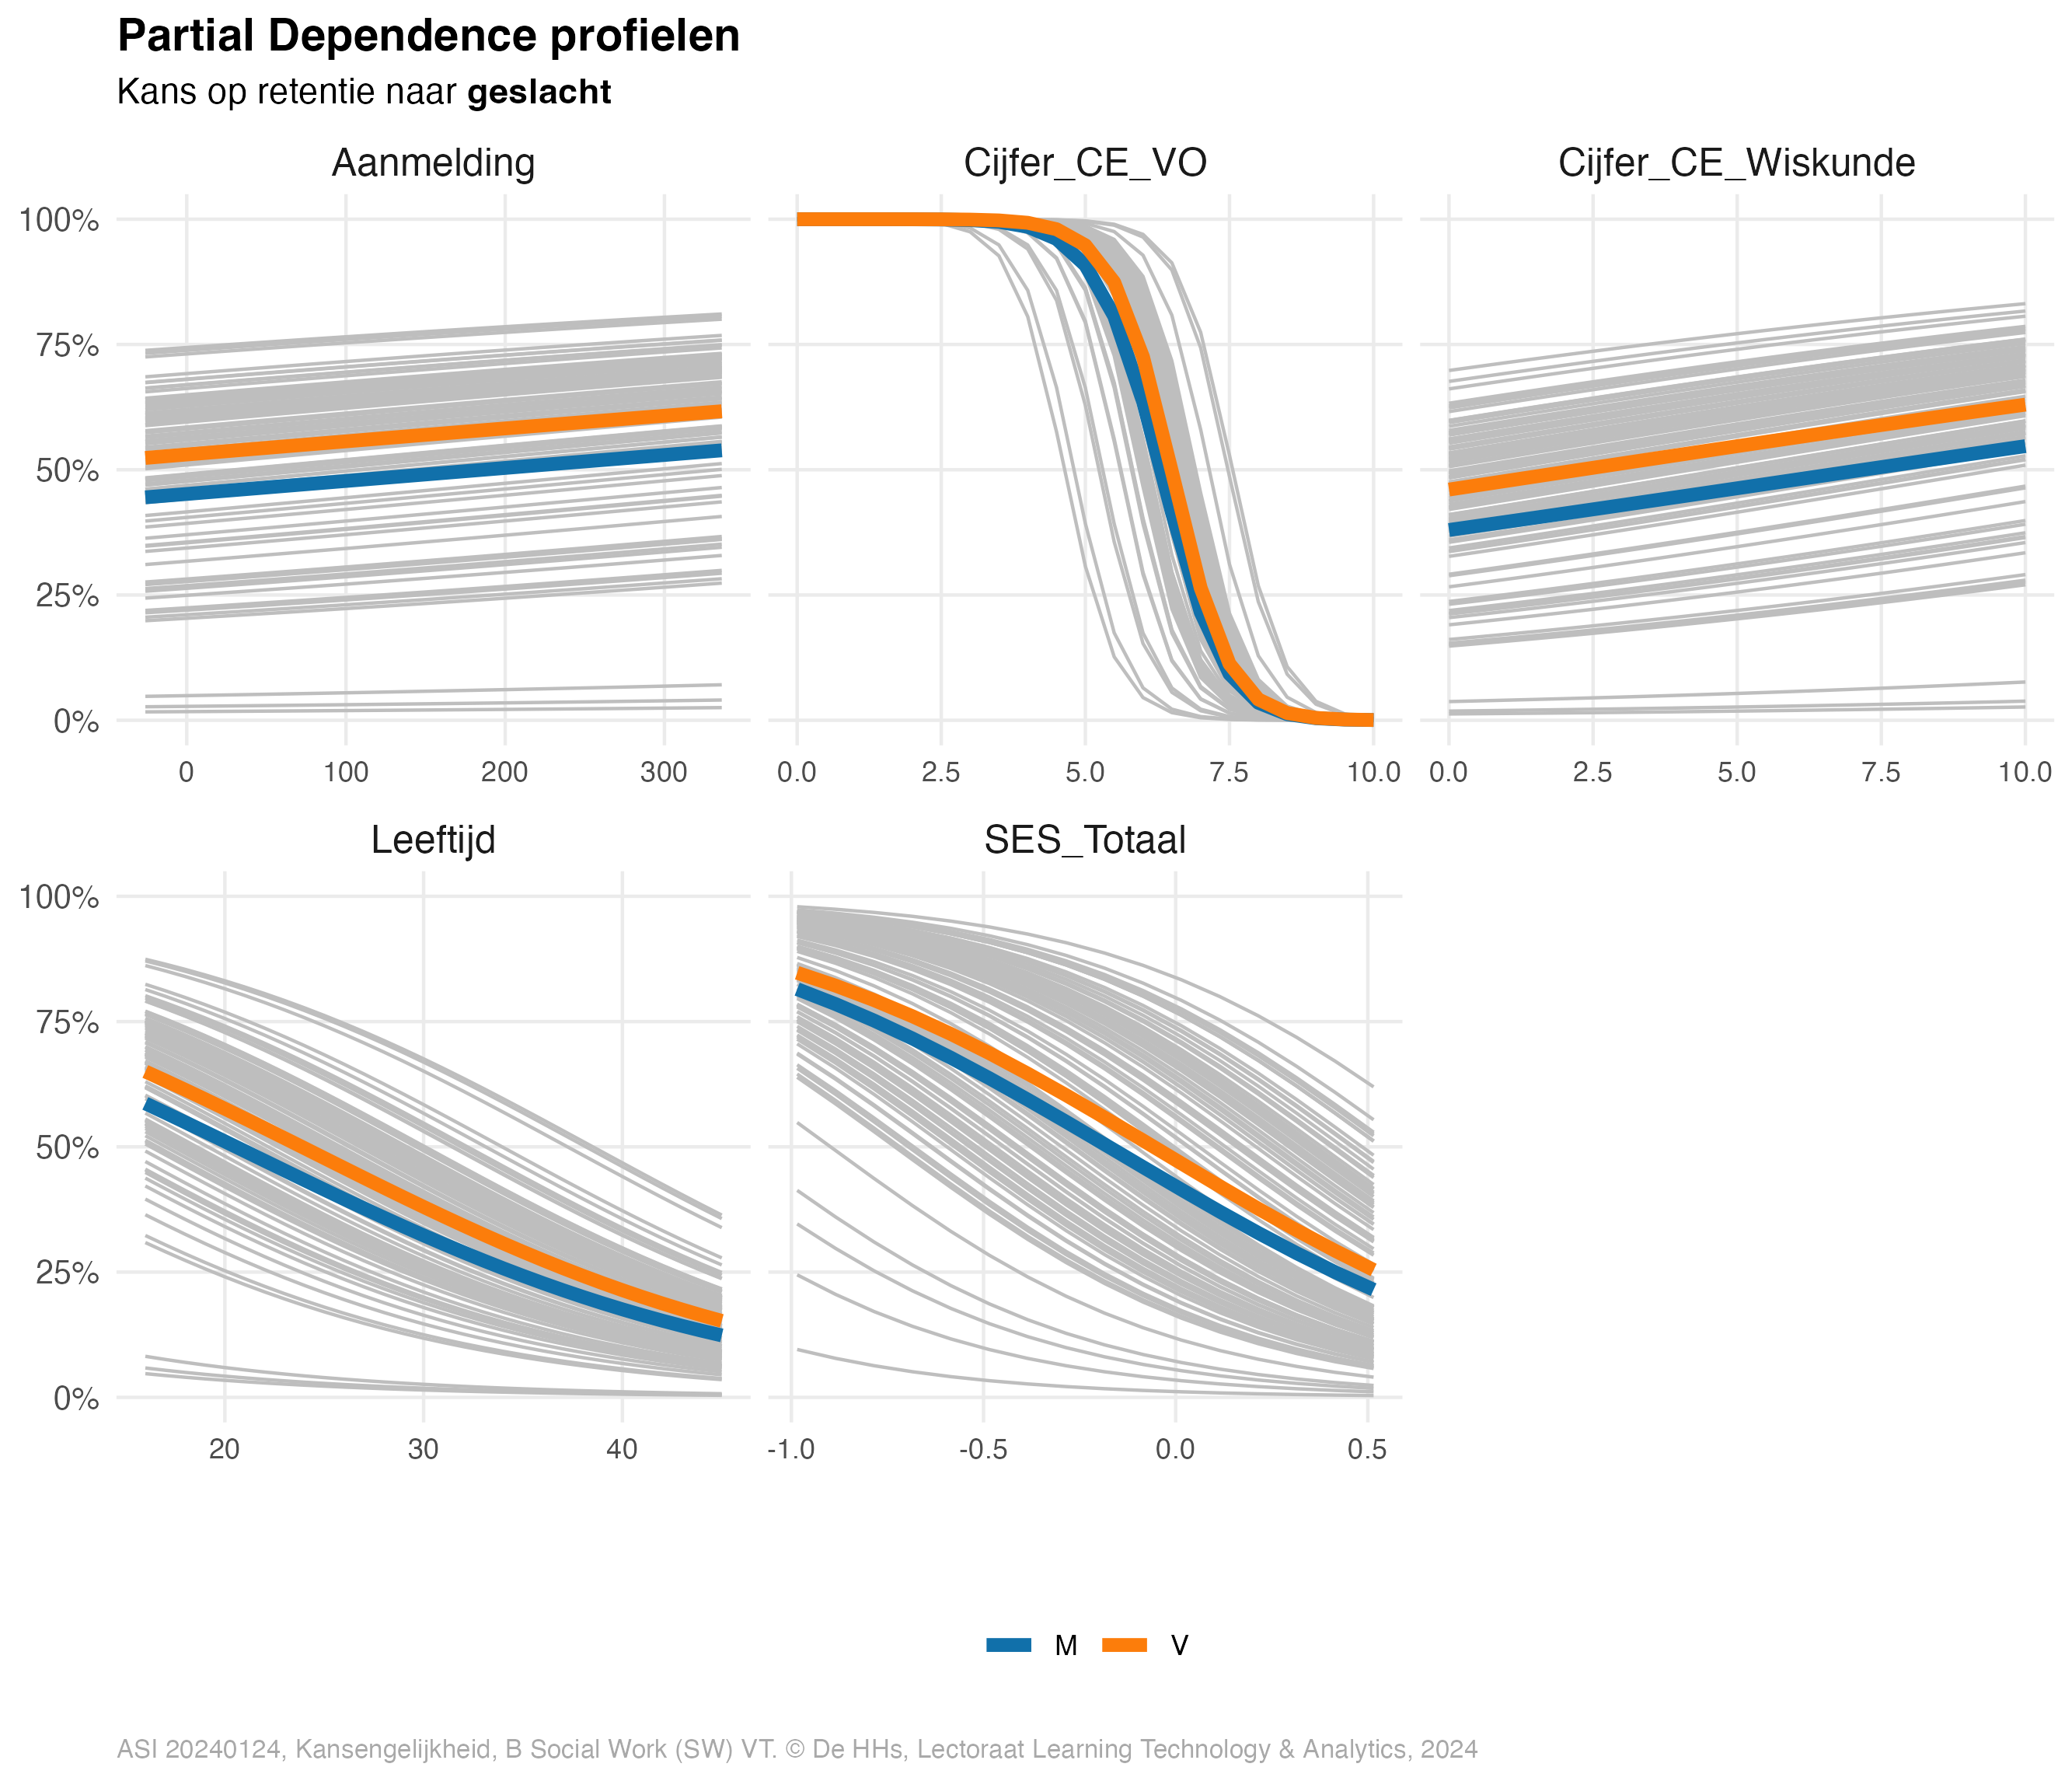 Partial Dependence profielen
Kans op retentie naar geslacht
Aanmelding
Cijfer_CE_VO
Cijfer_CE_Wiskunde
100%
75%
50%
25%
0%
0 100 200 300
0.0 2.5 5.0 7.5 10.0
0.0 2.5 5.0 7.5 10.0
Leeftijd
SES_Totaal
100%
75%
50%
25%
0%
20 30 40
-1.0 -0.5 0.0 0.5
M V
ASI 20240124, Kansengelijkheid, B Social Work (SW) VT. © De HHs, Lectoraat Learning Technology & Analytics, 2024